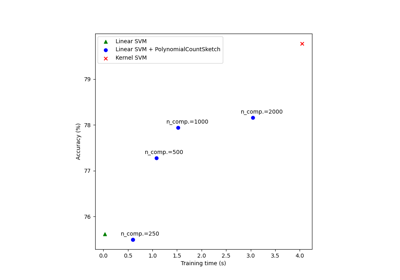 Linear SVM
Linear SVM + PolynomialCountSketch
Kernel SVM
79
78
77
76
Accuracy (%)
n_comp.=2000
n_comp.=1000
n_comp.=500
n_comp.=250
0.0 0.5 1.0 1.5 2.0 2.5 3.0 3.5 4.0
Training time (s)